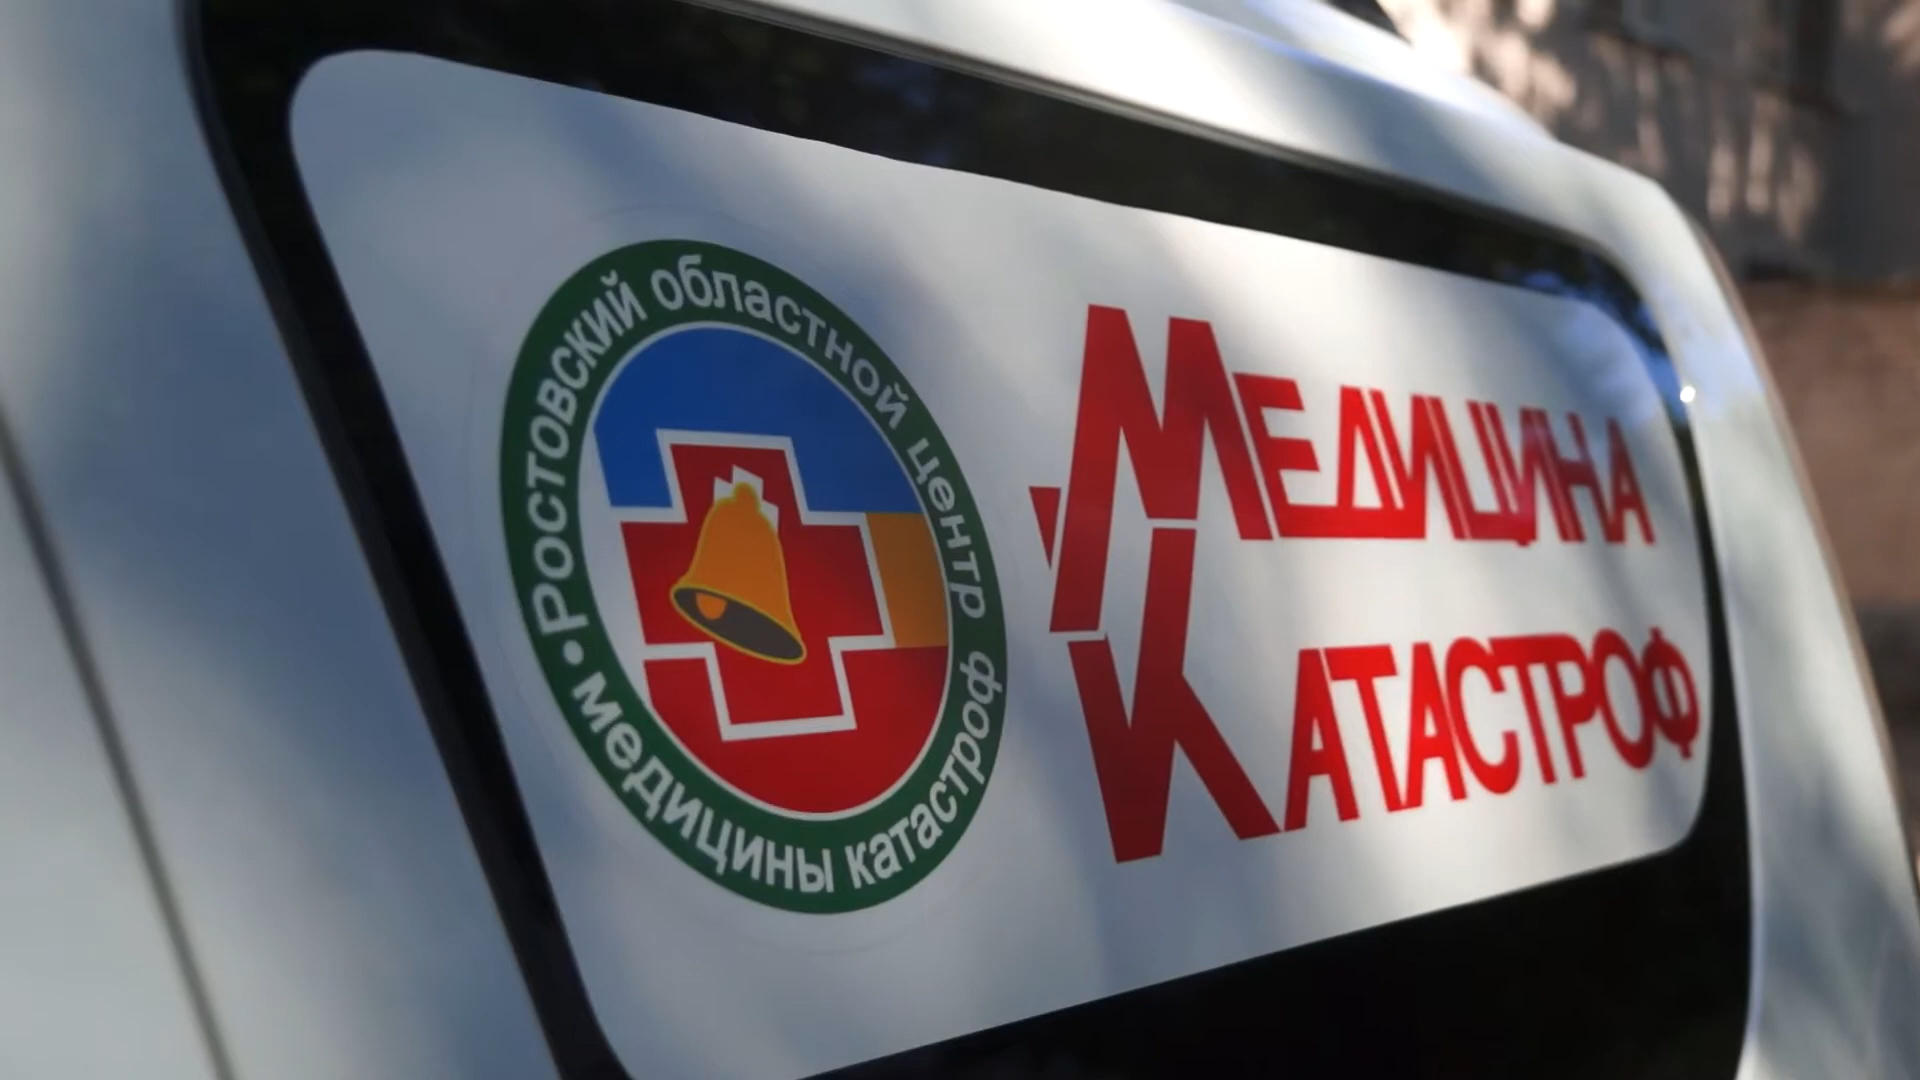 Ростовский областной центр
• медицины катастроф
Медицина
Катастроф